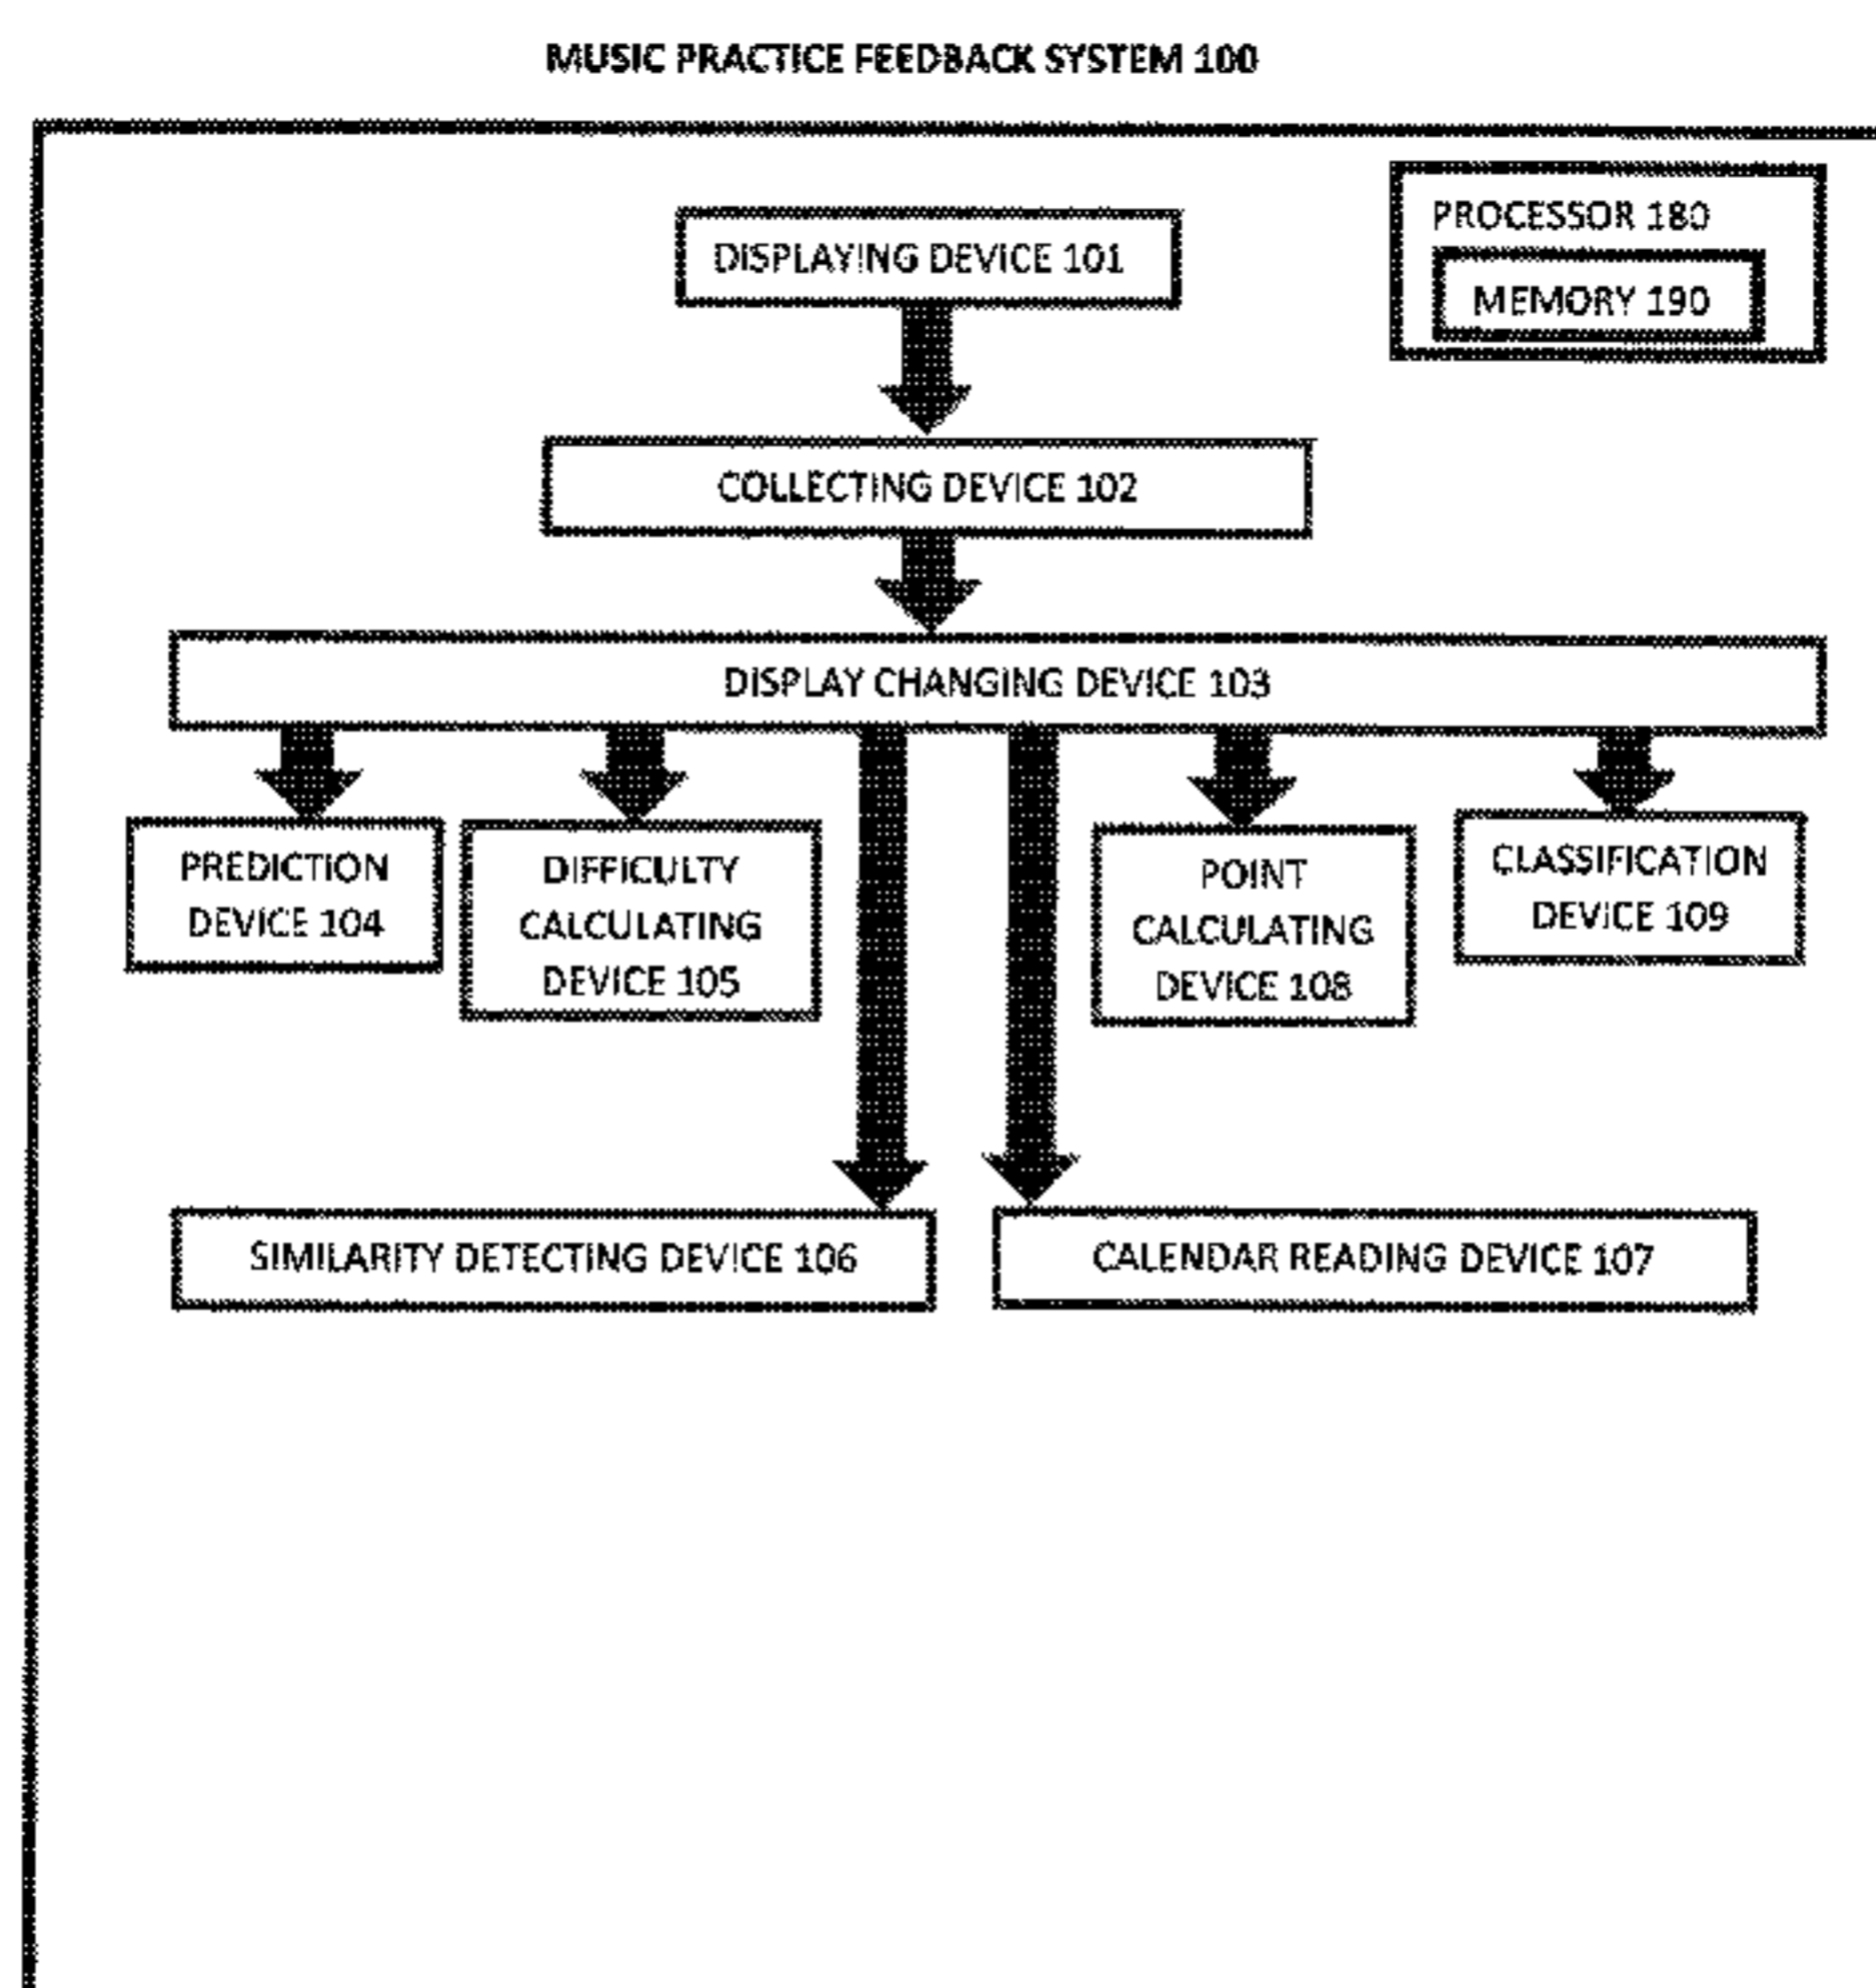 MUSIC PRACTICE FEEDBACK SYSTEM 100
PROCESSOR 180
MEMORY 190
DISPLAYING DEVICE 101
COLLECTING DEVICE 102
DISPLAY CHANGING DEVICE 103
PREDICTION
DEVICE 104
DIFFICULTY
CALCULATING
DEVICE 105
POINT
CALCULATING
DEVICE 108
CLASSIFICATION
DEVICE 109
SIMILARITY DETECTING DEVICE 106
CALENDAR READING DEVICE 107